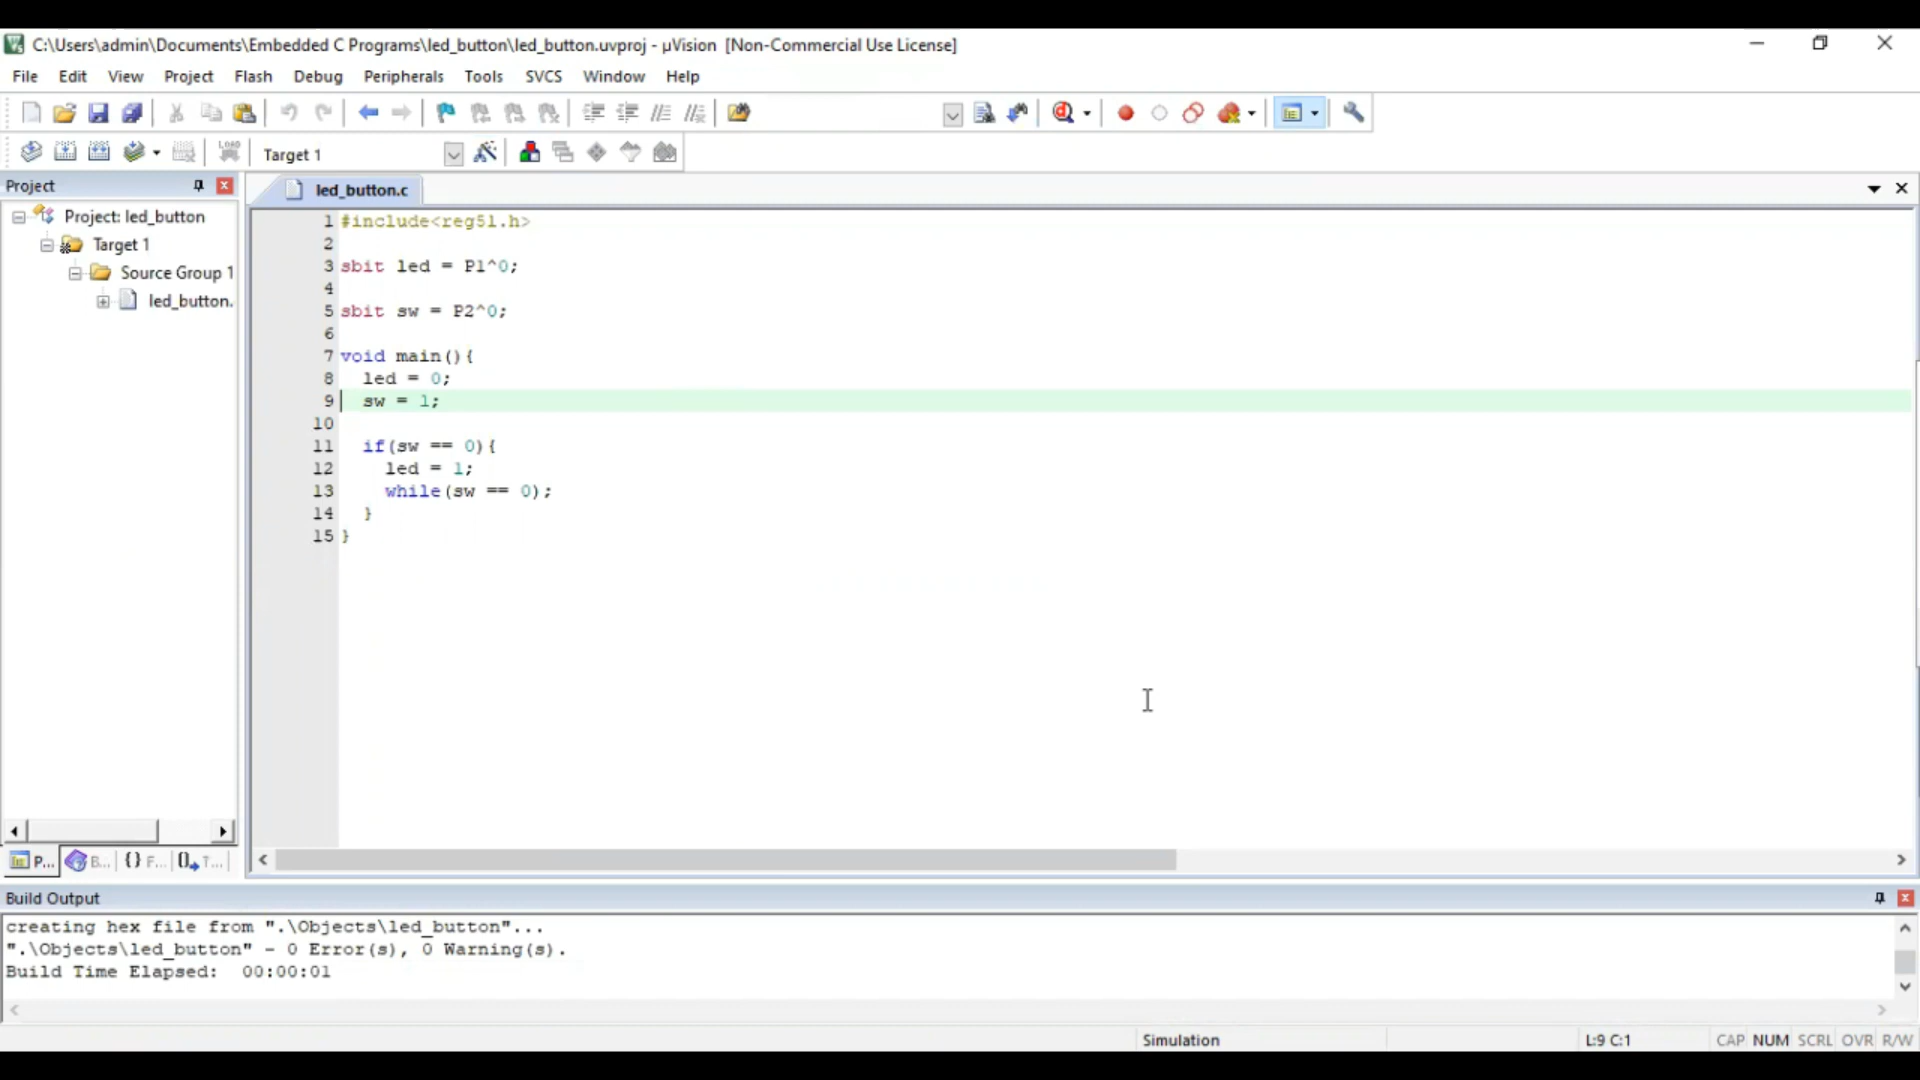 C:\Users\admin\Documents\Embedded C Programs\led_button\led_button.uvproj - µVision [Non-Commercial Use License]
File Edit View Project Flash Debug Peripherals Tools SVCS Window Help
LOAD
Target 1
Project
Project: led_button
Target 1
Source Group 1
led_button.
P... B... {} F... T...
led_button.c
1 #include<reg51.h>
2
3 sbit led = P1^0;
4
5 sbit sw = P2^0;
6
7 void main(){
8 led = 0;
9 sw = 1;
10
11 if(sw == 0){
12 led = 1;
13 while(sw == 0);
14 }
15 }
Build Output
creating hex file from ".\Objects\led_button"...
".\Objects\led_button" - 0 Error(s), 0 Warning(s).
Build Time Elapsed:  00:00:01
Simulation L:9 C:1 CAP NUM SCRL OVR R/W